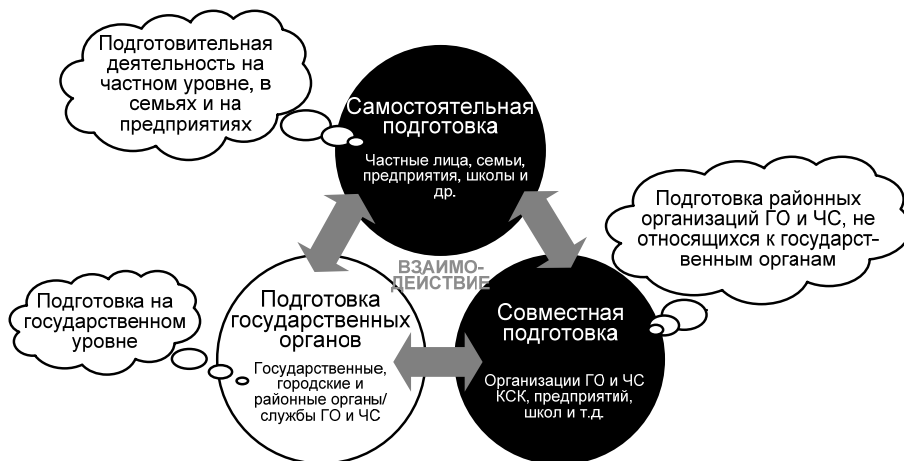 Подготовительная
деятельность на
частном уровне, в
семьях и на
предприятиях
Самостоятельная
подготовка
Частные лица, семьи,
предприятия, школы и
др.
Подготовка районных
организаций ГО и ЧС, не
относящихся к государст-
венным органам
ВЗАИМО-
ДЕЙСТВИЕ
Подготовка на
государственном
уровне
Подготовка
государственных
органов
Государственные,
городские и
районные органы/
службы ГО и ЧС
Совместная
подготовка
Организации ГО и ЧС
КСК, предприятий,
школ и т.д.